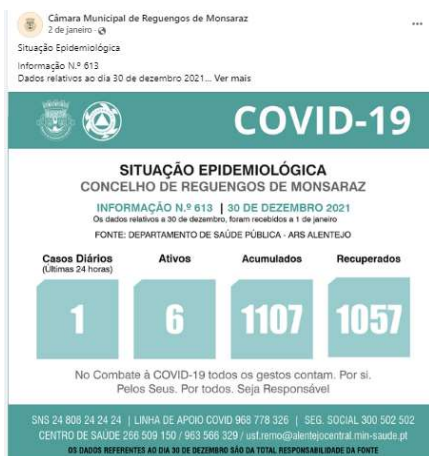 Câmara Municipal de Reguengos de Monsaraz
2 de janeiro ·
Situação Epidemiológica
Informação N.º 613
Dados relativos ao dia 30 de dezembro 2021... Ver mais
COVID-19
SITUAÇÃO EPIDEMIOLÓGICA
CONCELHO DE REGUENGOS DE MONSARAZ
INFORMAÇÃO N.º 613 | 30 DE DEZEMBRO 2021
Os dados relativos a 30 de dezembro, foram recebidos a 1 de janeiro
FONTE: DEPARTAMENTO DE SAÚDE PÚBLICA - ARS ALENTEJO
Casos Diários Ativos Acumulados Recuperados
(Últimas 24 horas)
1 6 1107 1057
No Combate à COVID-19 todos os gestos contam. Por si.
Pelos Seus. Por todos. Seja Responsável
SNS 24 808 24 24 24 | LINHA DE APOIO COVID 968 778 326 | SEG. SOCIAL 300 502 502
CENTRO DE SAÚDE 266 509 150 / 963 566 329 / usf.remo@alentejocentral.min-saude.pt
OS DADOS REFERENTES AO DIA 30 DE DEZEMBRO SÃO DA TOTAL RESPONSABILIDADE DA FONTE